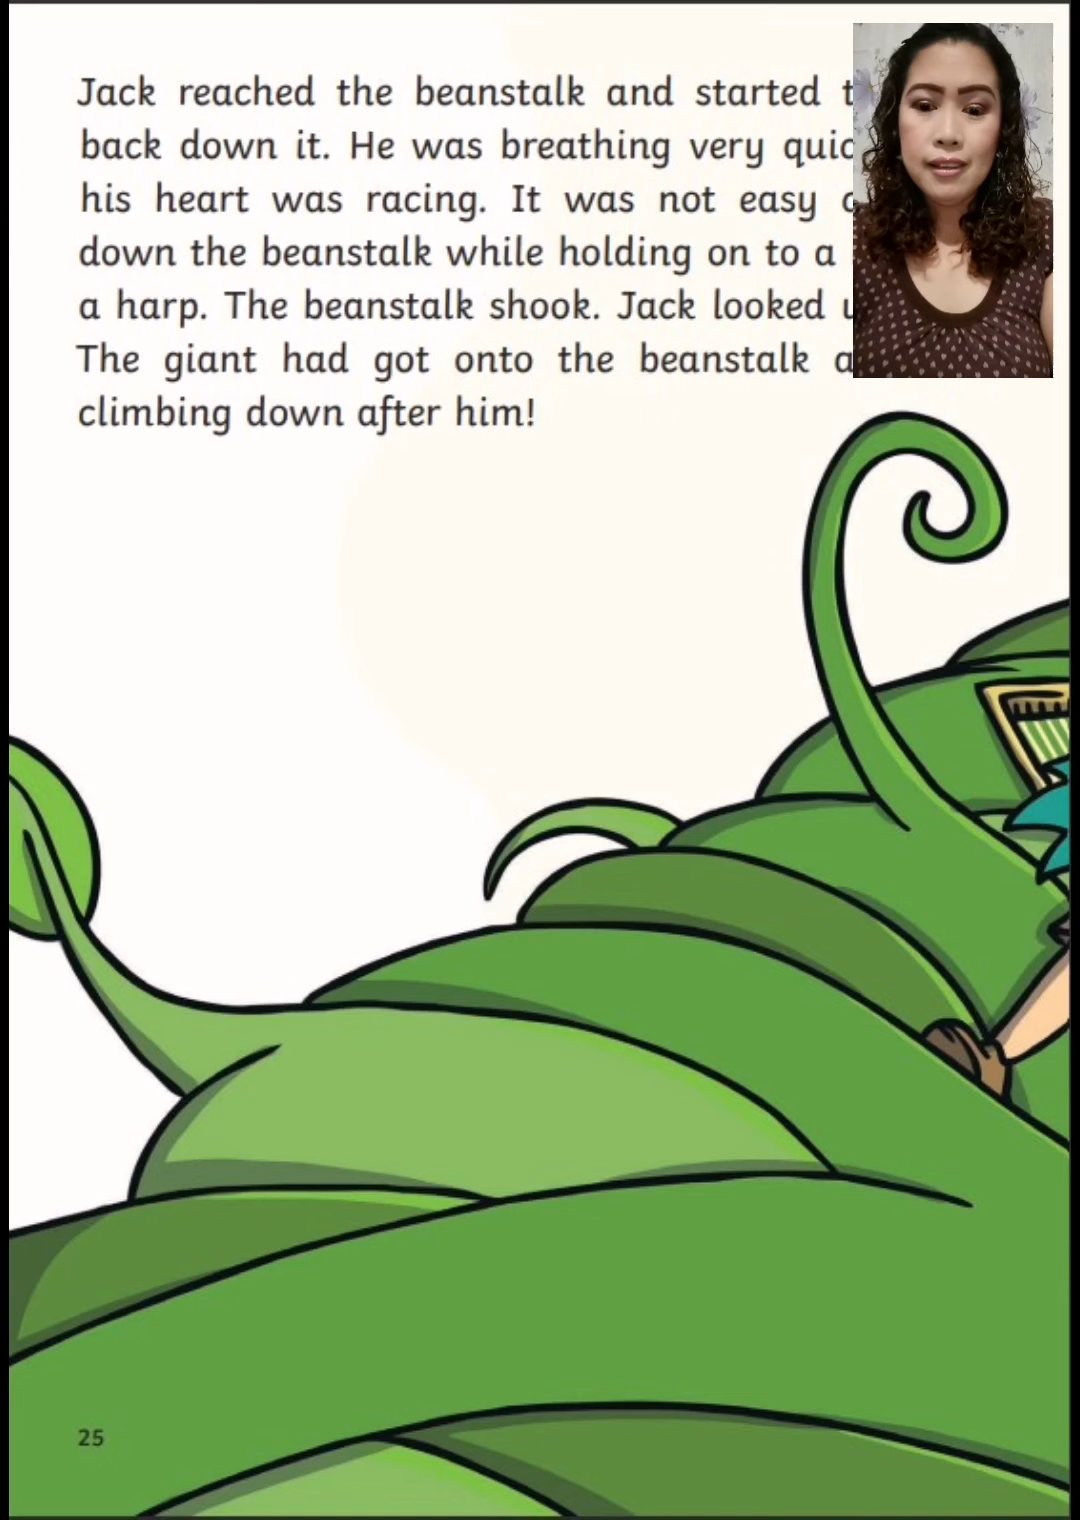 Jack reached the beanstalk and started
back down it. He was breathing very
his heart was racing. It was not easy
down the beanstalk while holding on to a
a harp. The beanstalk shook. Jack looked
The giant had got onto the beanstalk
climbing down after him!
25